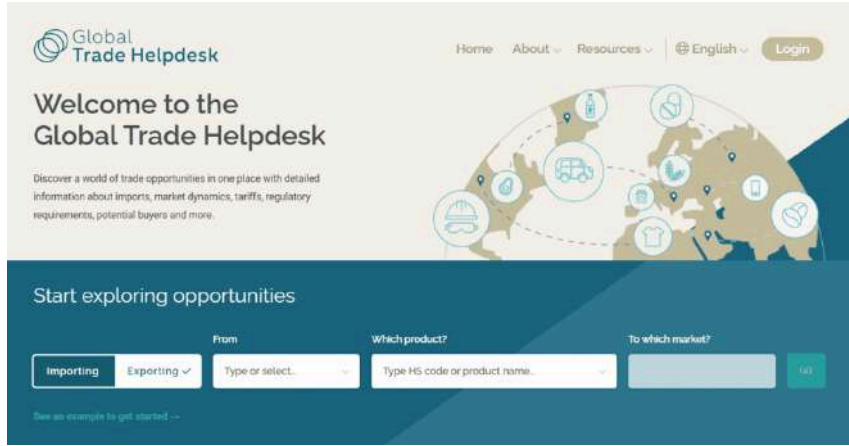 Global
Trade Helpdesk
Home About Resources English Login
Welcome to the
Global Trade Helpdesk
Discover a world of trade opportunities in one place with detailed
information about imports, market dynamics, tariffs, regulatory
requirements, potential buyers and more.
Start exploring opportunities
From Which product? To which market?
Importing Exporting ✓ Type or select... Type HS code or product name... GO
See an example to get started →